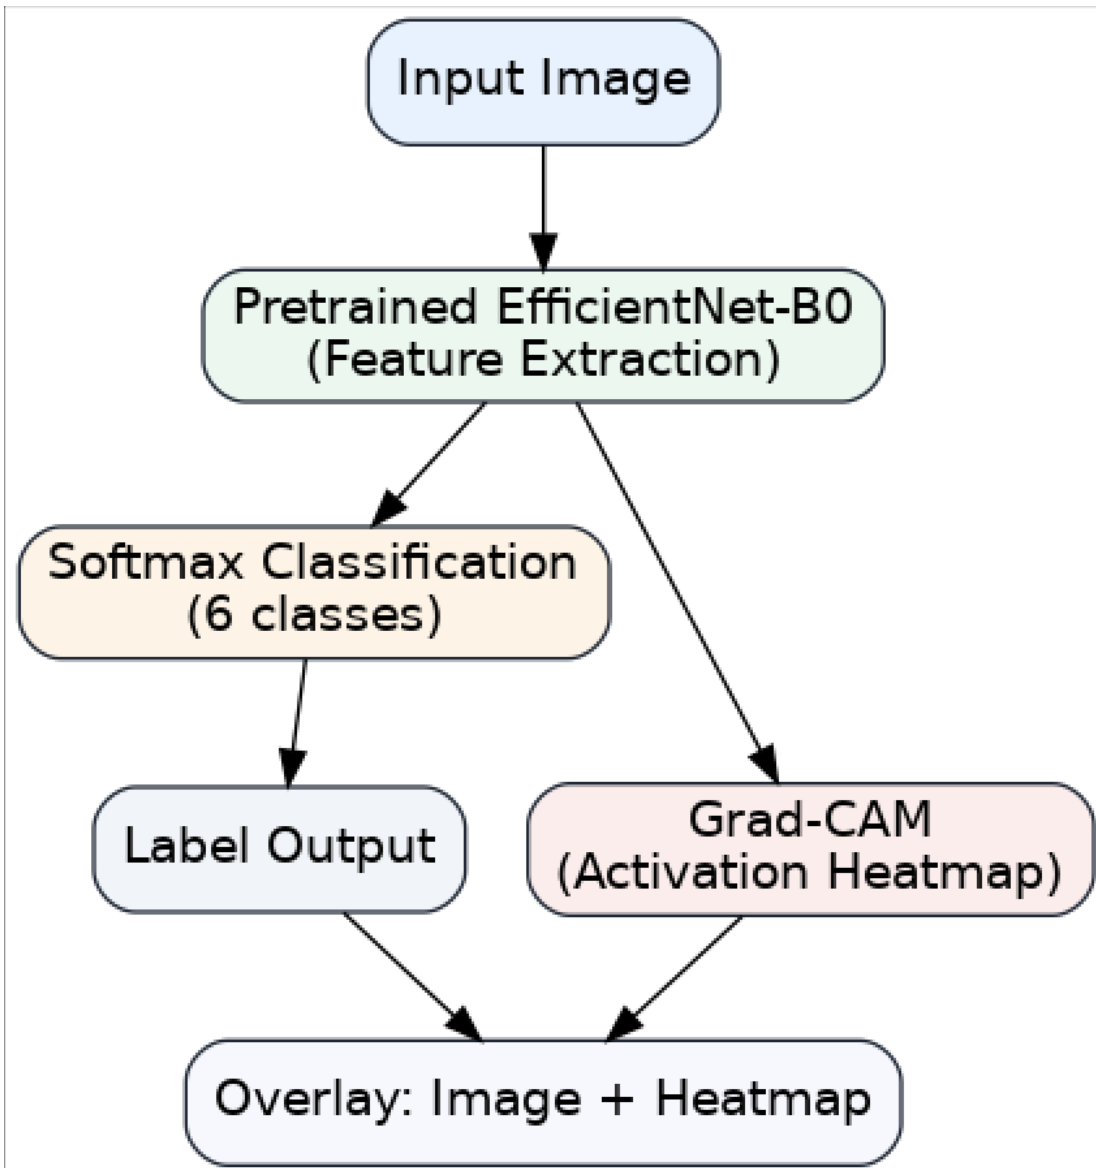 Input Image
Pretrained EfficientNet-B0
(Feature Extraction)
Softmax Classification
(6 classes)
Label Output
Grad-CAM
(Activation Heatmap)
Overlay: Image + Heatmap